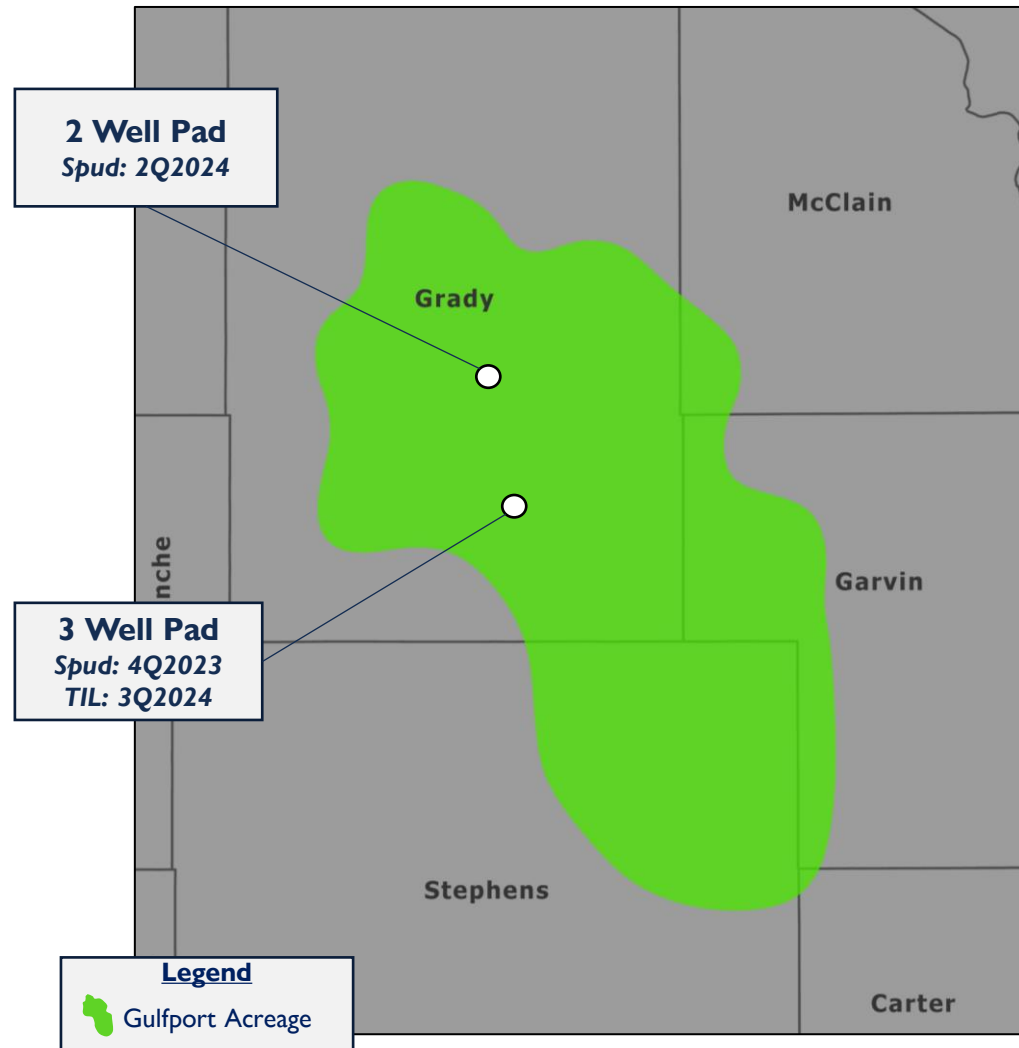 2 Well Pad
Spud: 2Q2024
McClain
Grady
nche
Garvin
3 Well Pad
Spud: 4Q2023
TIL: 3Q2024
Stephens
Legend
Gulfport Acreage
Carter